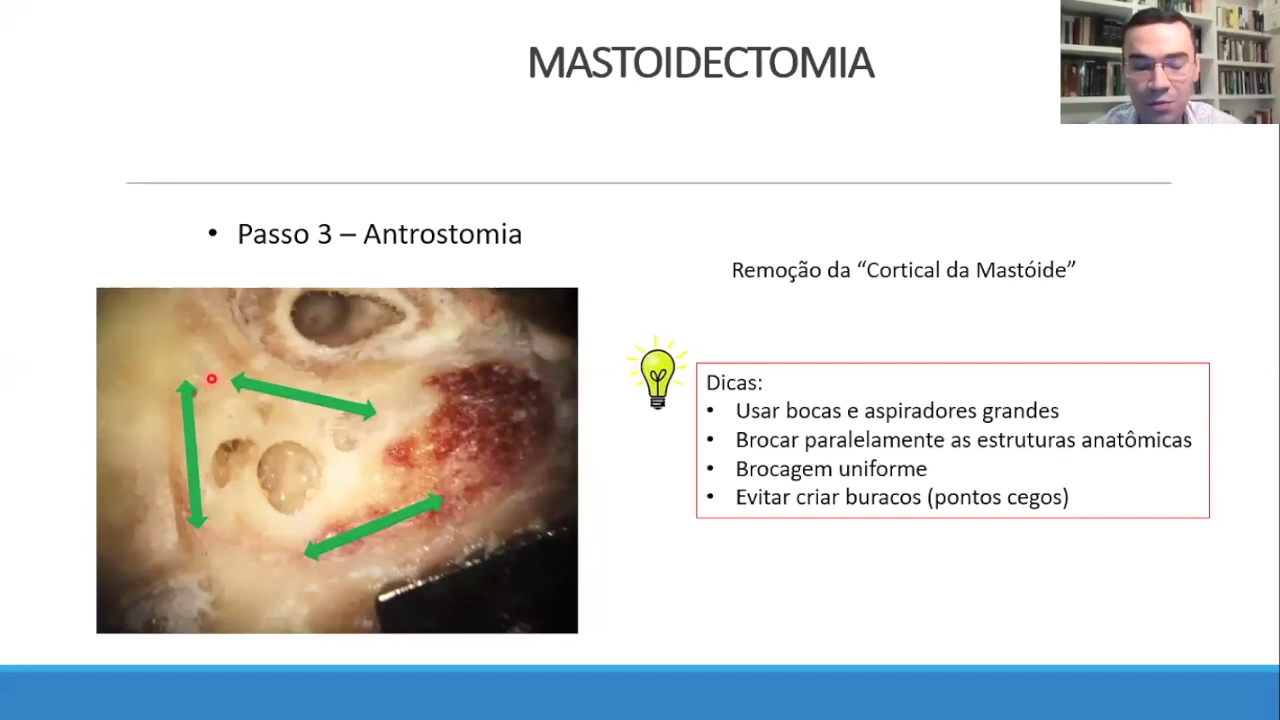 MASTOIDECTOMIA
• Passo 3 – Antrostomia
Remoção da “Cortical da Mastóide”
Dicas:
• Usar bocas e aspiradores grandes
• Brocar paralelamente as estruturas anatômicas
• Brocagem uniforme
• Evitar criar buracos (pontos cegos)